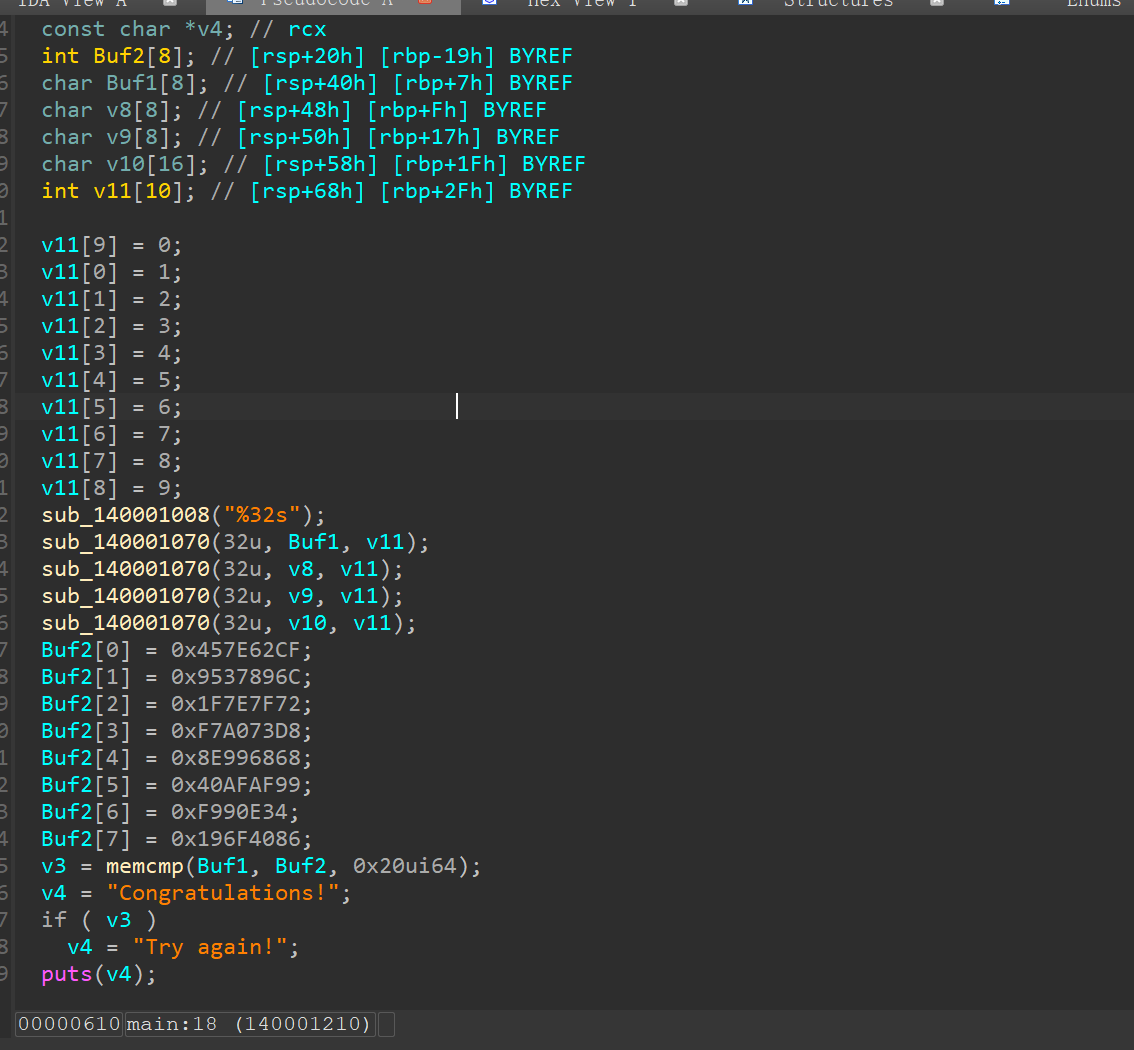 IDA View A Pseudocode A Hex View 1 Structures Enums
4 const char *v4; // rcx
5 int Buf2[8]; // [rsp+20h] [rbp-19h] BYREF
6 char Buf1[8]; // [rsp+40h] [rbp+7h] BYREF
7 char v8[8]; // [rsp+48h] [rbp+Fh] BYREF
8 char v9[8]; // [rsp+50h] [rbp+17h] BYREF
9 char v10[16]; // [rsp+58h] [rbp+1Fh] BYREF
0 int v11[10]; // [rsp+68h] [rbp+2Fh] BYREF
1
2 v11[9] = 0;
3 v11[0] = 1;
4 v11[1] = 2;
5 v11[2] = 3;
6 v11[3] = 4;
7 v11[4] = 5;
8 v11[5] = 6;
9 v11[6] = 7;
0 v11[7] = 8;
1 v11[8] = 9;
2 sub_140001008("%32s");
3 sub_140001070(32u, Buf1, v11);
4 sub_140001070(32u, v8, v11);
5 sub_140001070(32u, v9, v11);
6 sub_140001070(32u, v10, v11);
7 Buf2[0] = 0x457E62CF;
8 Buf2[1] = 0x9537896C;
9 Buf2[2] = 0x1F7E7F72;
0 Buf2[3] = 0xF7A073D8;
1 Buf2[4] = 0x8E996868;
2 Buf2[5] = 0x40AFAF99;
3 Buf2[6] = 0xF990E34;
4 Buf2[7] = 0x196F4086;
5 v3 = memcmp(Buf1, Buf2, 0x20ui64);
6 v4 = "Congratulations!";
7 if ( v3 )
8 v4 = "Try again!";
9 puts(v4);
00000610 main:18 (140001210)